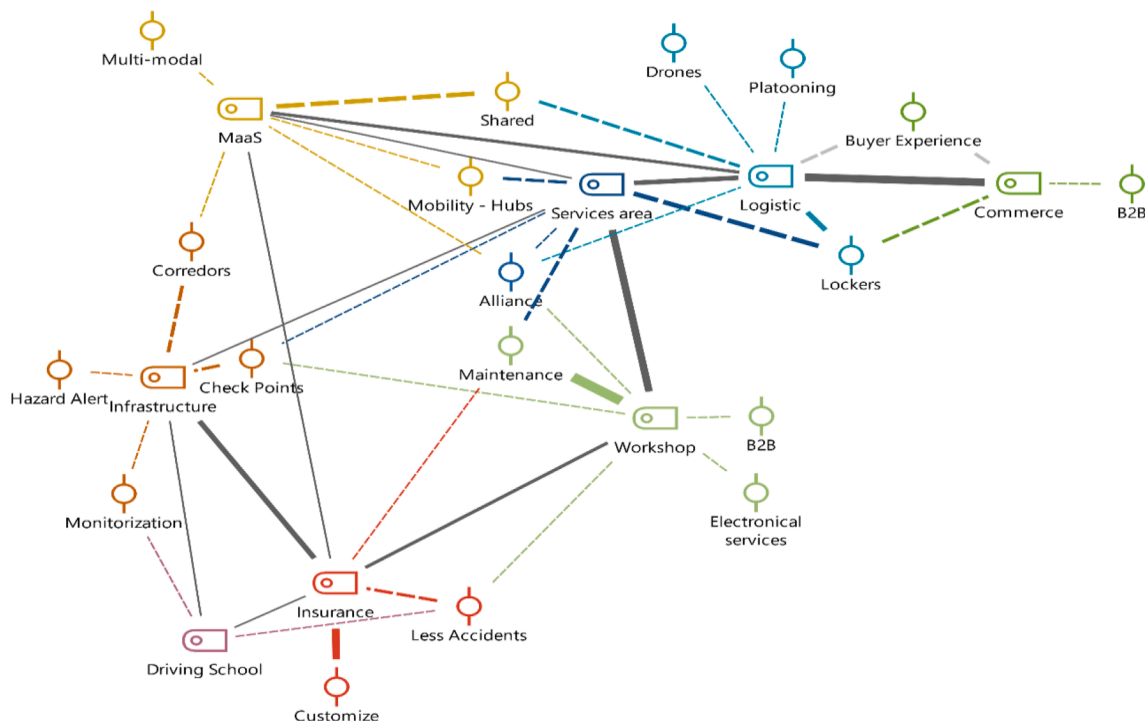 Multi-modal
Drones
Platooning
MaaS
Shared
Buyer Experience
Mobility - Hubs
Services area
Logistic
Commerce
B2B
Corredors
Alliance
Lockers
Hazard Alert
Infrastructure
Check Points
Maintenance
Workshop
B2B
Monitorization
Electronical
services
Insurance
Less Accidents
Driving School
Customize